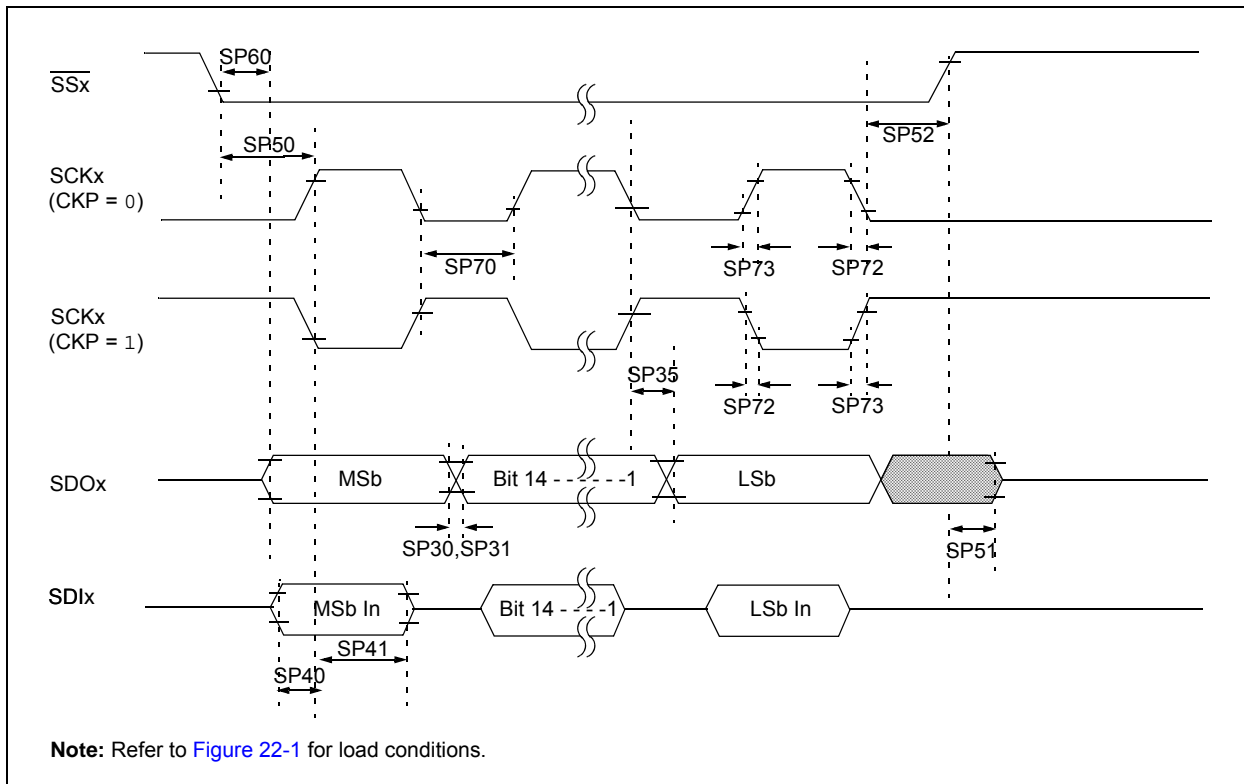 SP60
SSx
SP50
SP52
SCKx
(CKP = 0)
SP70
SP73
SP72
SCKx
(CKP = 1)
SP35
SP72
SP73
SDOx
MSb
Bit 14 - - - - - -1
LSb
SP30,SP31
SP51
SDIx
MSb In
Bit 14 - - - -1
LSb In
SP41
SP40
Note: Refer to Figure 22-1 for load conditions.